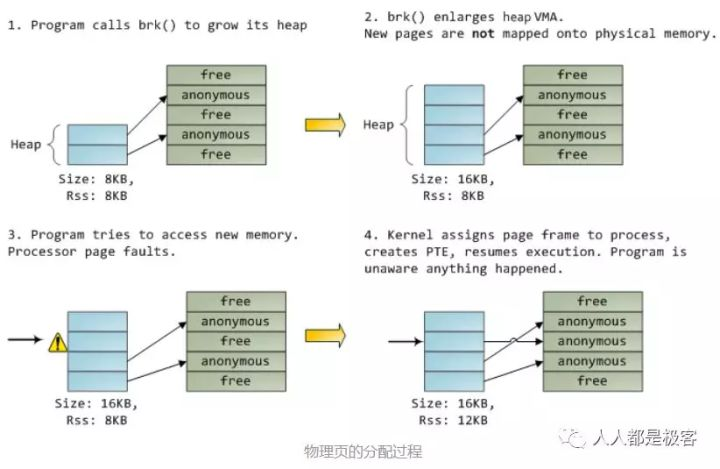 1. Program calls brk() to grow its heap
free
anonymous
free
anonymous
free
Heap
Size: 8KB,
Rss: 8KB
2. brk() enlarges heap VMA.
New pages are not mapped onto physical memory.
free
anonymous
free
anonymous
free
Heap
Size: 16KB,
Rss: 8KB
3. Program tries to access new memory.
Processor page faults.
free
anonymous
free
anonymous
free
Size: 16KB,
Rss: 8KB
4. Kernel assigns page frame to process,
creates PTE, resumes execution. Program is
unaware anything happened.
free
anonymous
anonymous
anonymous
free
Size: 16KB,
Rss: 12KB
物理页的分配过程
人人都是极客